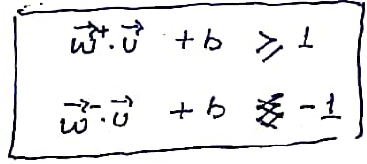 w⃗⁺·u⃗ + b ⩾ 1
w⃗⁻·u⃗ + b ⩽ -1